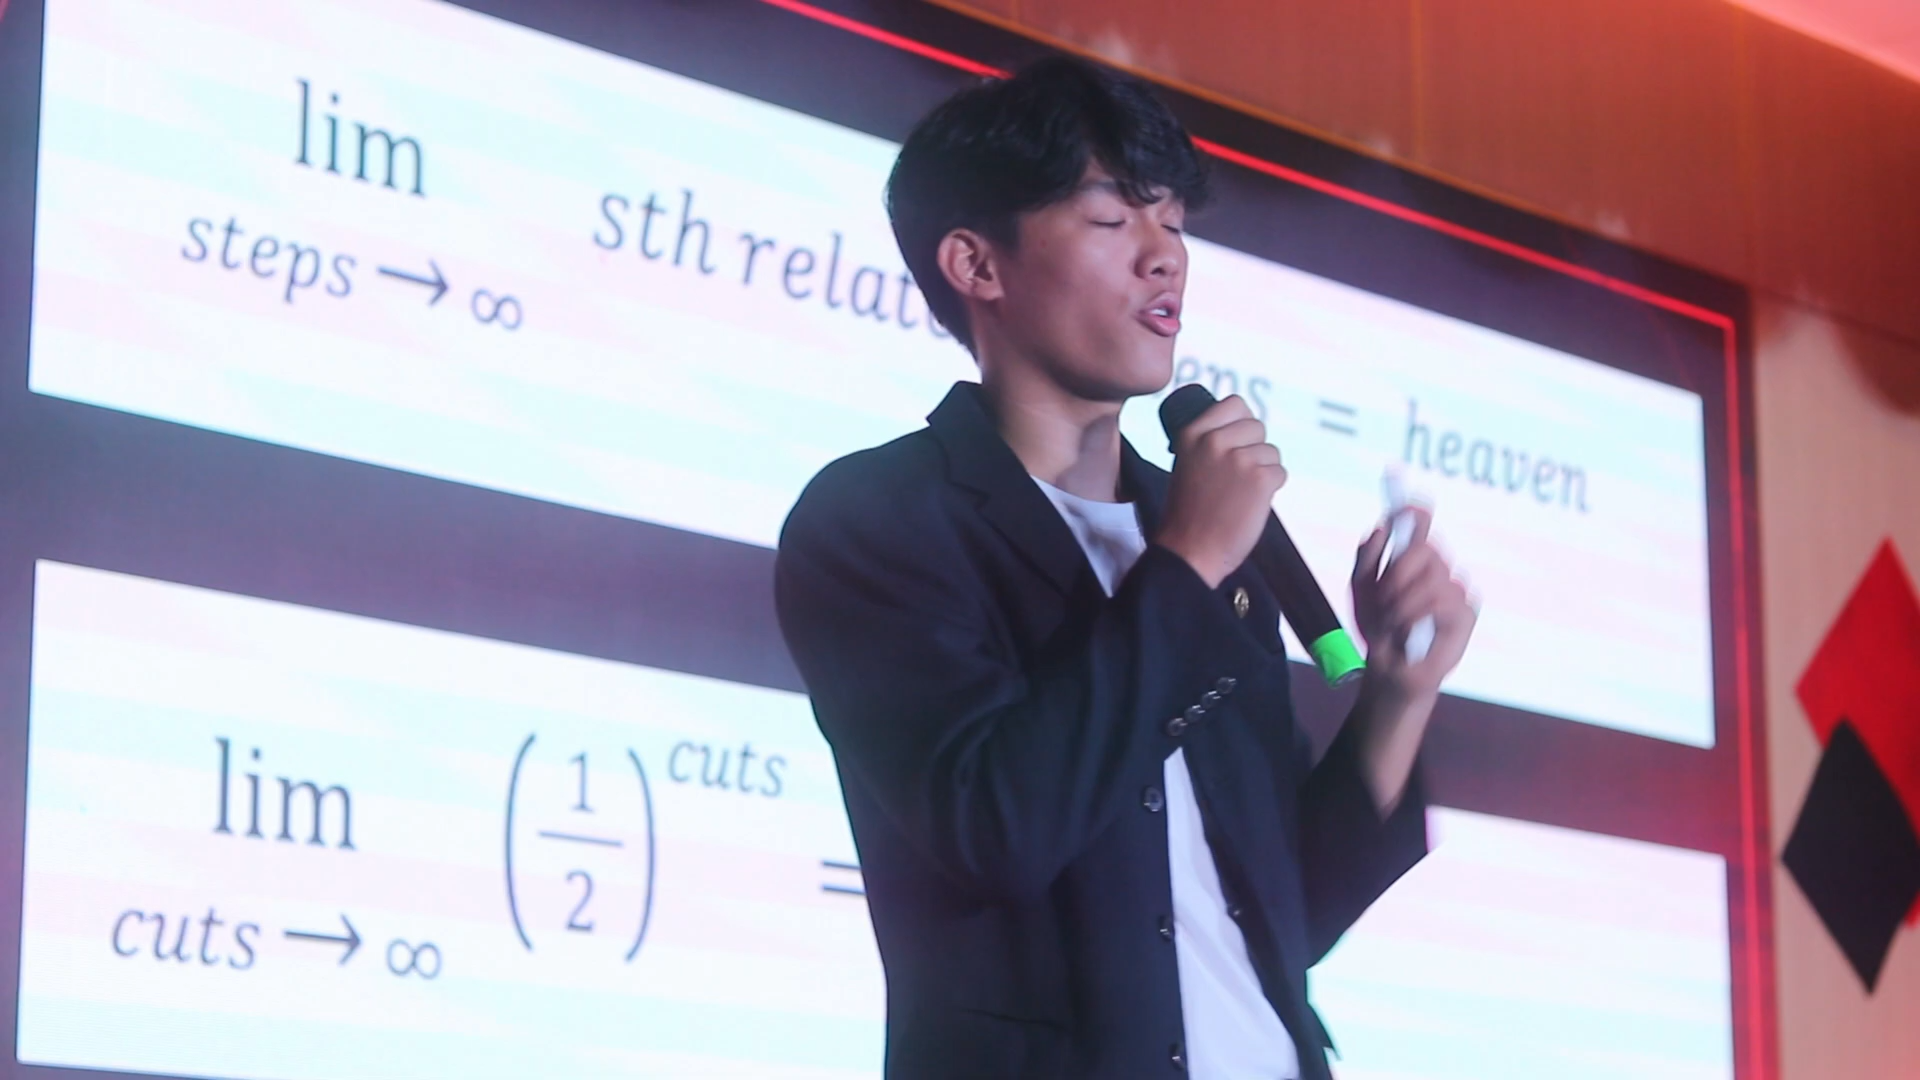 lim sth relat = heaven
steps → ∞
lim (1/2)^cuts =
cuts → ∞